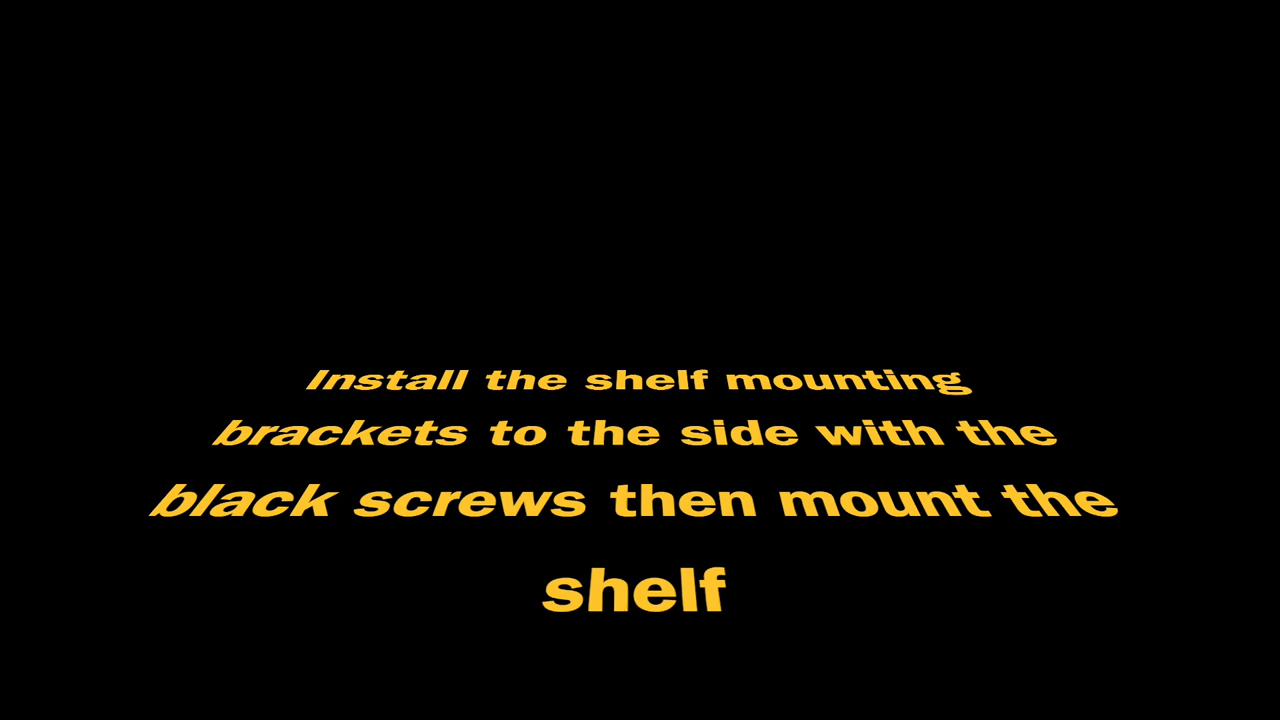 Install the shelf mounting
brackets to the side with the
black screws then mount the
shelf